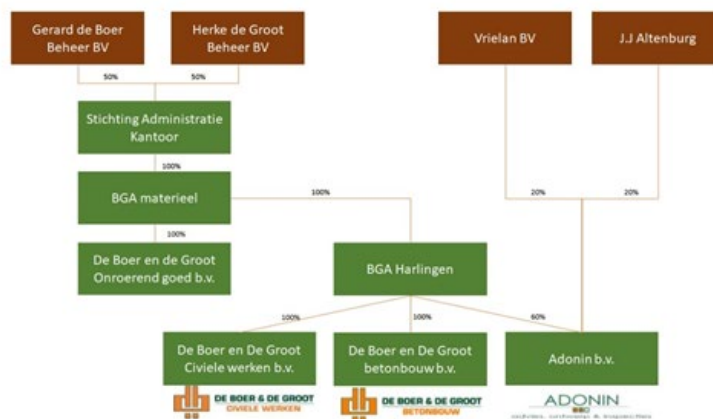 Gerard de Boer
Beheer BV
Herke de Groot
Beheer BV
Vrielan BV
J.J Altenburg
50%
50%
Stichting Administratie
Kantoor
100%
BGA materieel
100%
20%
20%
100%
De Boer en de Groot
Onroerend goed b.v.
BGA Harlingen
100%
100%
60%
De Boer en De Groot
Civiele werken b.v.
De Boer en De Groot
betonbouw b.v.
Adonin b.v.
DE BOER & DE GROOT
CIVIELE WERKEN
DE BOER & DE GROOT
BETONBOUW
ADONIN
advies, ontwerp & inspecties